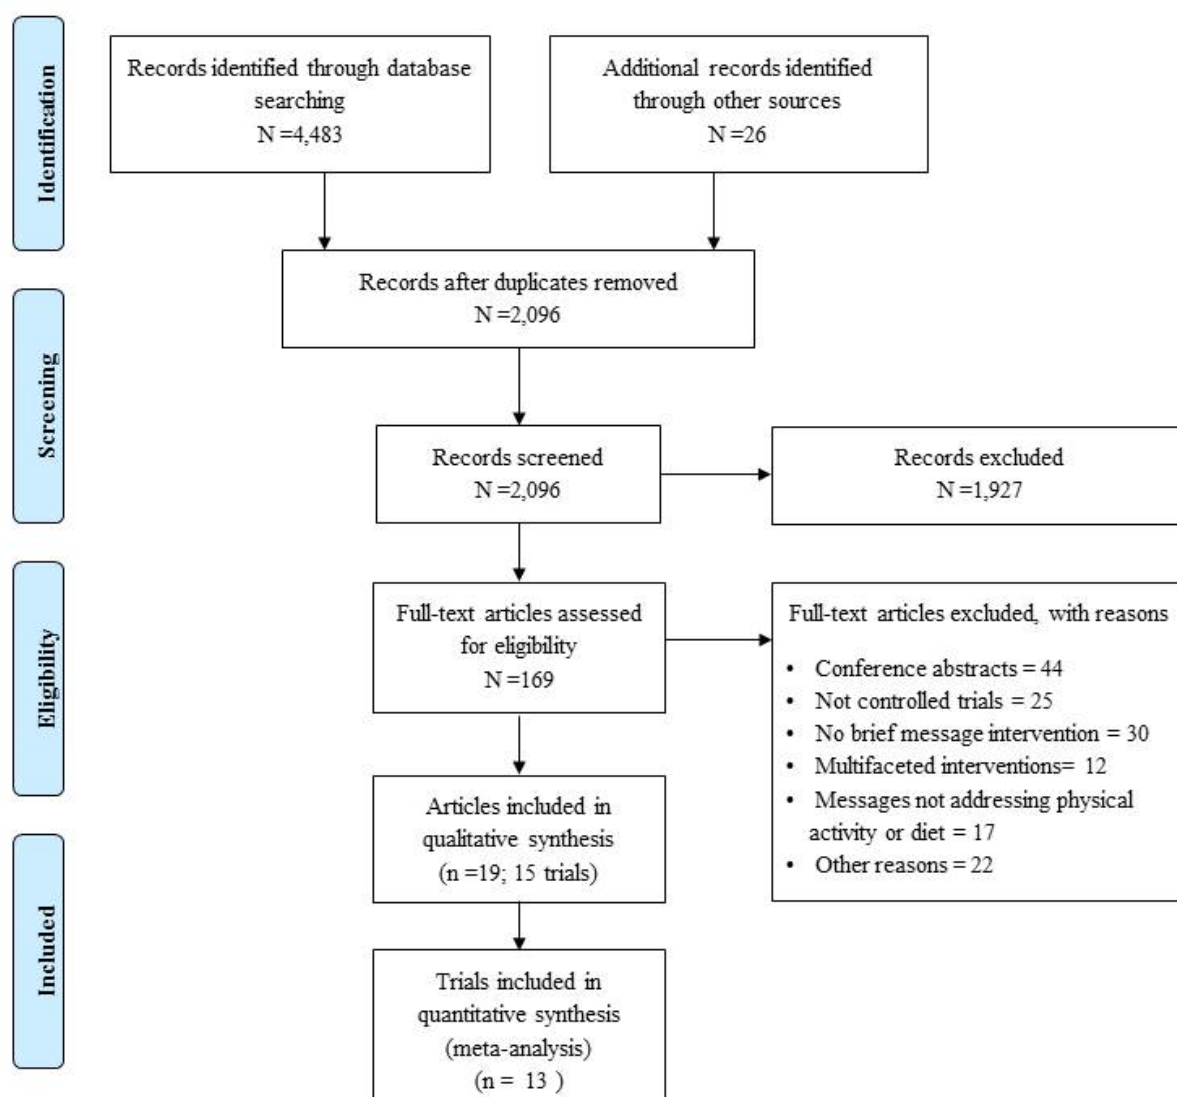 Identification
Records identified through database
searching
N =4,483
Additional records identified
through other sources
N =26
Records after duplicates removed
N =2,096
Screening
Records screened
N =2,096
Records excluded
N =1,927
Eligibility
Full-text articles assessed
for eligibility
N =169
Full-text articles excluded, with reasons
• Conference abstracts = 44
• Not controlled trials = 25
• No brief message intervention = 30
• Multifaceted interventions= 12
• Messages not addressing physical
activity or diet = 17
• Other reasons = 22
Articles included in
qualitative synthesis
(n =19; 15 trials)
Included
Trials included in
quantitative synthesis
(meta-analysis)
(n = 13 )